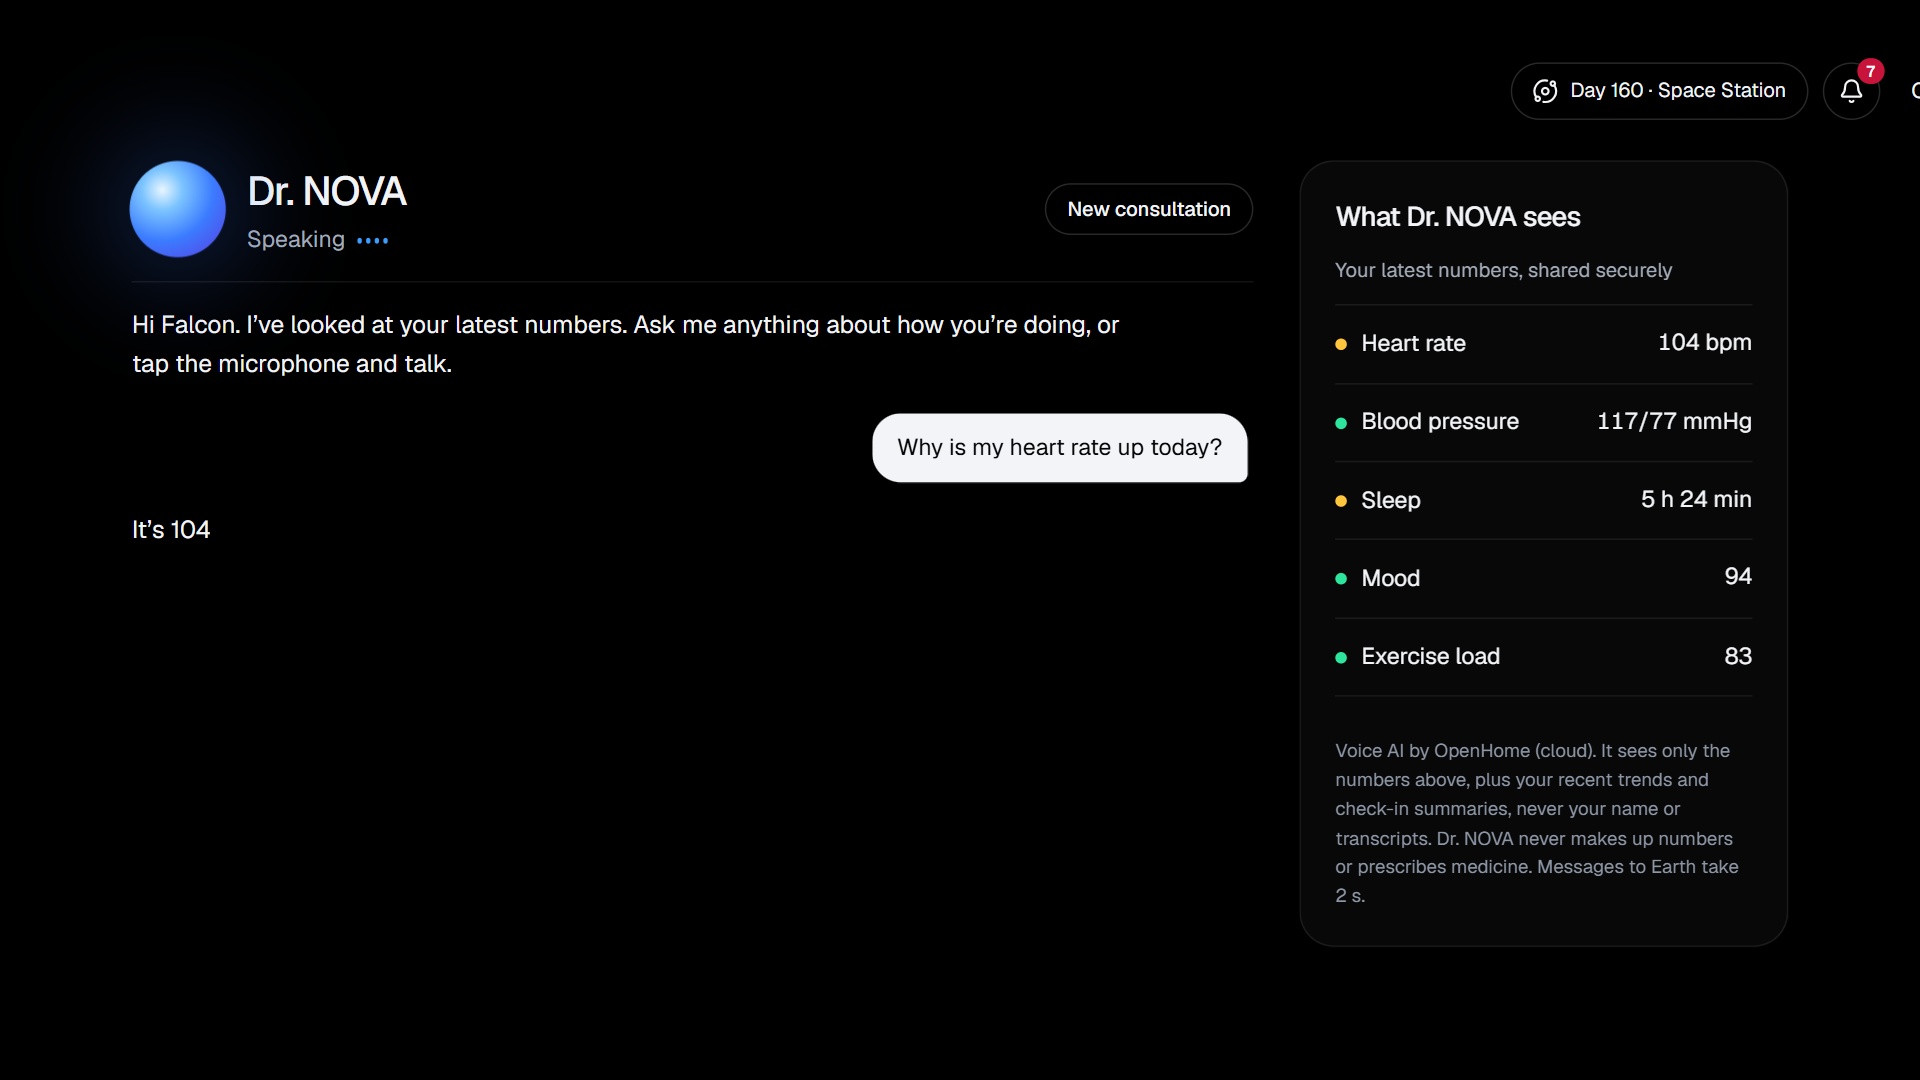 Day 160 · Space Station
7
Dr. NOVA
Speaking
New consultation
Hi Falcon. I’ve looked at your latest numbers. Ask me anything about how you’re doing, or
tap the microphone and talk.
Why is my heart rate up today?
It’s 104
What Dr. NOVA sees
Your latest numbers, shared securely
Heart rate 104 bpm
Blood pressure 117/77 mmHg
Sleep 5 h 24 min
Mood 94
Exercise load 83
Voice AI by OpenHome (cloud). It sees only the
numbers above, plus your recent trends and
check-in summaries, never your name or
transcripts. Dr. NOVA never makes up numbers
or prescribes medicine. Messages to Earth take
2 s.